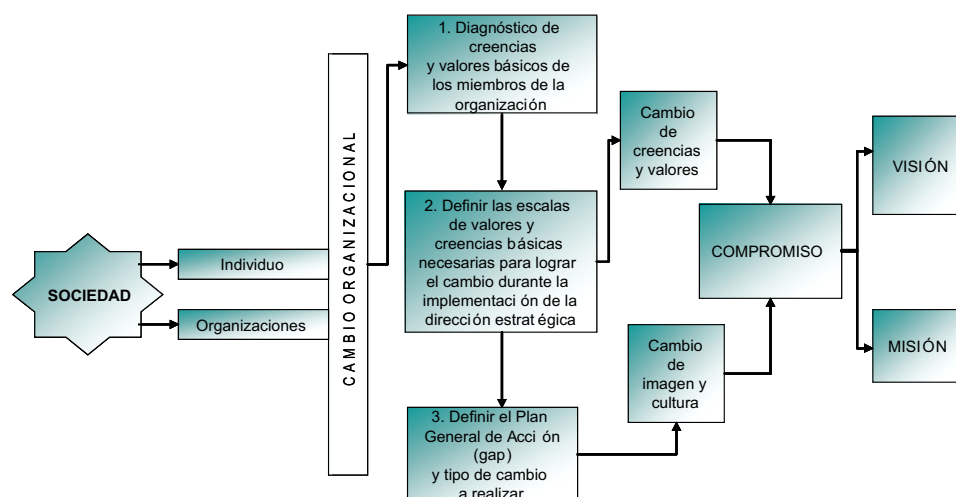 SOCIEDAD
Individuo
Organizaciones
CAMBIO ORGANIZACIONAL
1. Diagnóstico de
creencias
y valores básicos de
los miembros de la
organización
2. Definir las escalas
de valores y
creencias básicas
necesarias para lograr
el cambio durante la
implementaci ón de la
dirección estrat égica
3. Definir el Plan
General de Acci ón
(gap)
y tipo de cambio
a realizar
Cambio
de
creencias
y valores
Cambio
de
imagen y
cultura
COMPROMISO
VISIÓN
MISIÓN